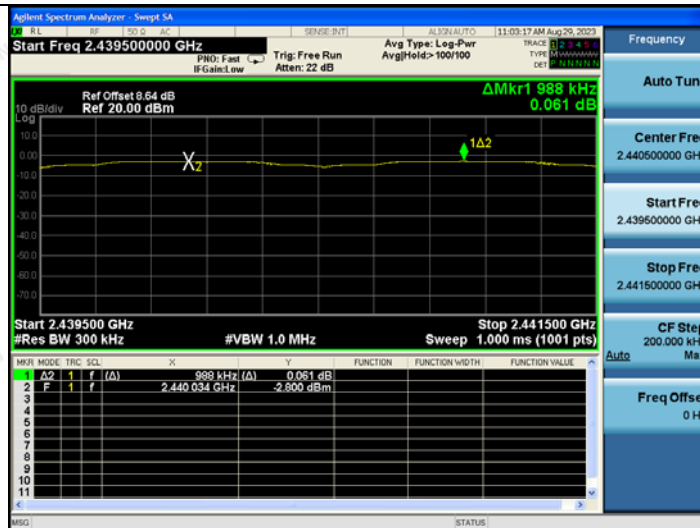 Agilent Spectrum Analyzer - Swept SA
RL RF 50 Ω AC SENSE:INT ALIGN AUTO 11:03:17 AM Aug 29, 2023
Start Freq 2.439500000 GHz
PNO: Fast
IFGain:Low
Trig: Free Run
Atten: 22 dB
Avg Type: Log-Pwr
Avg|Hold:> 100/100
TRACE 1 2 3 4 5 6
TYPE M
DET P N N N N N
Ref Offset 8.64 dB
Ref 20.00 dBm
10 dB/div
Log
ΔMkr1 988 kHz
0.061 dB
10.0
0.00
-10.0
-20.0
-30.0
-40.0
-50.0
-60.0
-70.0
X2
1Δ2
Start 2.439500 GHz
Stop 2.441500 GHz
#Res BW 300 kHz
#VBW 1.0 MHz
Sweep 1.000 ms (1001 pts)
MKR MODE TRC SCL X Y FUNCTION FUNCTION WIDTH FUNCTION VALUE
1 Δ2 1 f (Δ) 988 kHz (Δ) 0.061 dB
2 F 1 f 2.440 034 GHz -2.800 dBm
3
4
5
6
7
8
9
10
11
MSG
STATUS
Frequency
Auto Tun
Center Fre
2.440500000 GH
Start Fre
2.439500000 GH
Stop Fre
2.441500000 GH
CF Step
200.000 kH
Auto Ma
Freq Offse
0 H